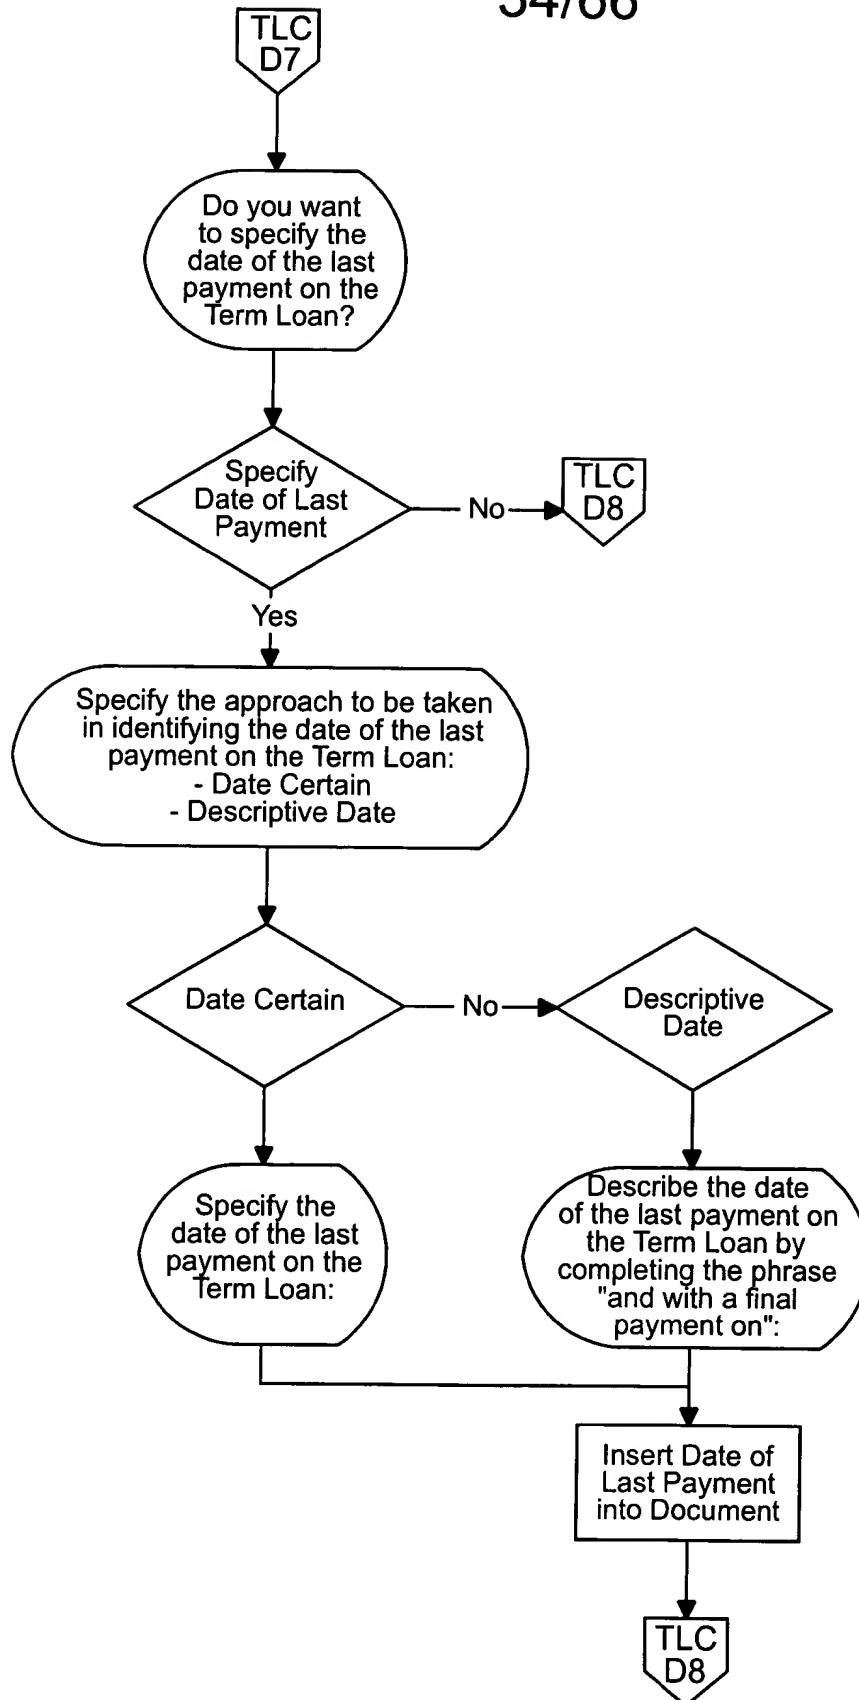 54/66
TLC
D7
Do you want
to specify the
date of the last
payment on the
Term Loan?
Specify
Date of Last
Payment
No
TLC
D8
Yes
Specify the approach to be taken
in identifying the date of the last
payment on the Term Loan:
- Date Certain
- Descriptive Date
Date Certain
No
Descriptive
Date
Specify the
date of the last
payment on the
Term Loan:
Describe the date
of the last payment on
the Term Loan by
completing the phrase
"and with a final
payment on":
Insert Date of
Last Payment
into Document
TLC
D8